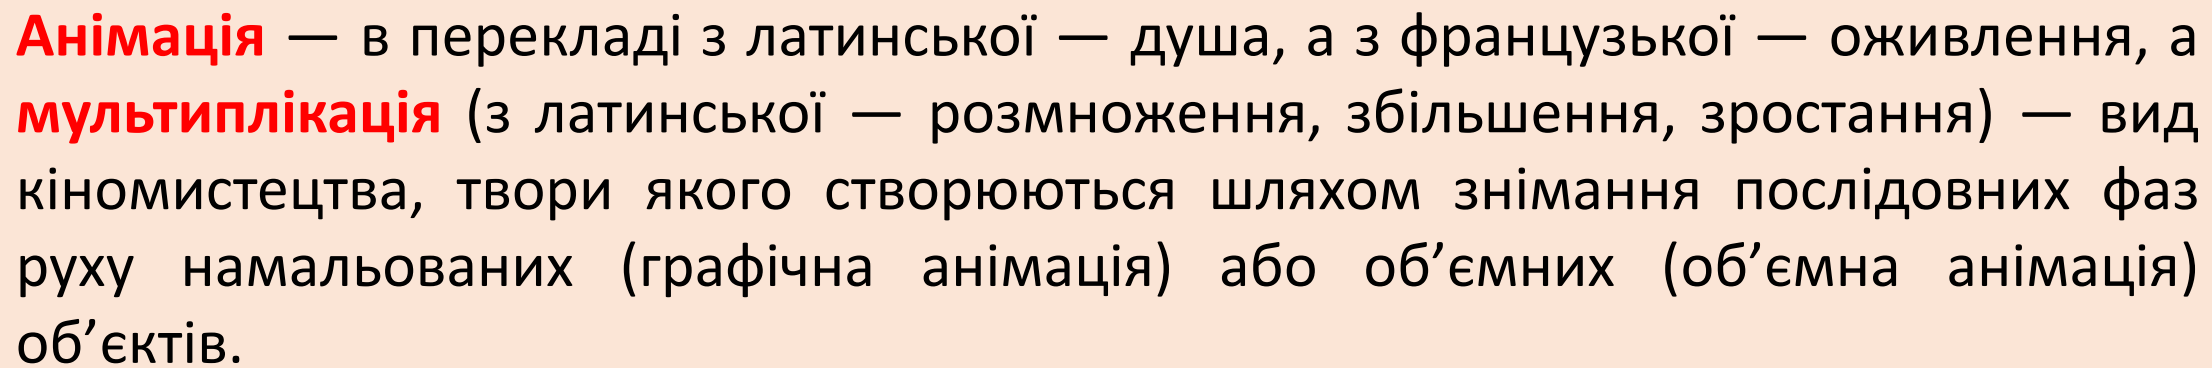 Анімація — в перекладі з латинської — душа, а з французької — оживлення, а
мультиплікація (з латинської — розмноження, збільшення, зростання) — вид
кіномистецтва, твори якого створюються шляхом знімання послідовних фаз
руху намальованих (графічна анімація) або об’ємних (об’ємна анімація)
об’єктів.